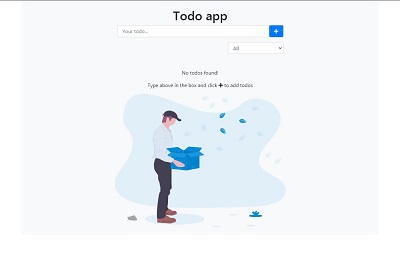 Todo app
Your todo...
+
All
No todos found!
Type above in the box and click + to add todos